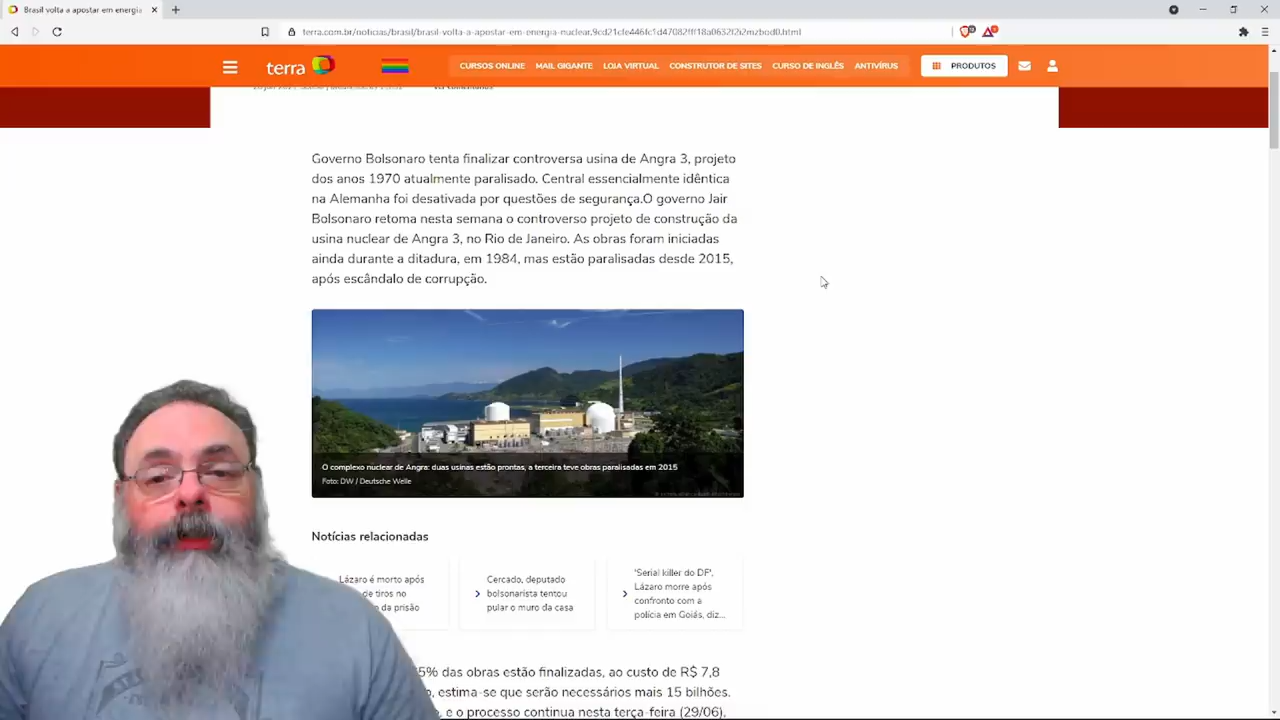 Brasil volta a apostar em energia
terra.com.br/noticias/brasil/brasil-volta-a-apostar-em-energia-nuclear,
terra
CURSOS ONLINE MAIL GIGANTE LOJA VIRTUAL CONSTRUTOR DE SITES CURSO DE INGLÊS ANTIVÍRUS PRODUTOS
Governo Bolsonaro tenta finalizar controversa usina de Angra 3, projeto
dos anos 1970 atualmente paralisado. Central essencialmente idêntica
na Alemanha foi desativada por questões de segurança.O governo Jair
Bolsonaro retoma nesta semana o controverso projeto de construção da
usina nuclear de Angra 3, no Rio de Janeiro. As obras foram iniciadas
ainda durante a ditadura, em 1984, mas estão paralisadas desde 2015,
após escândalo de corrupção.
O complexo nuclear de Angra: duas usinas estão prontas, a terceira teve obras paralisadas em 2015
Foto: DW / Deutsche Welle
Notícias relacionadas
Lázaro é morto após
de tiros no
da prisão
Cercado, deputado
bolsonarista tentou
pular o muro da casa
'Serial killer do DF',
Lázaro morre após
confronto com a
polícia em Goiás, diz...
5% das obras estão finalizadas, ao custo de R$ 7,8
, estima-se que serão necessários mais 15 bilhões.
, e o processo continua nesta terça-feira (29/06),